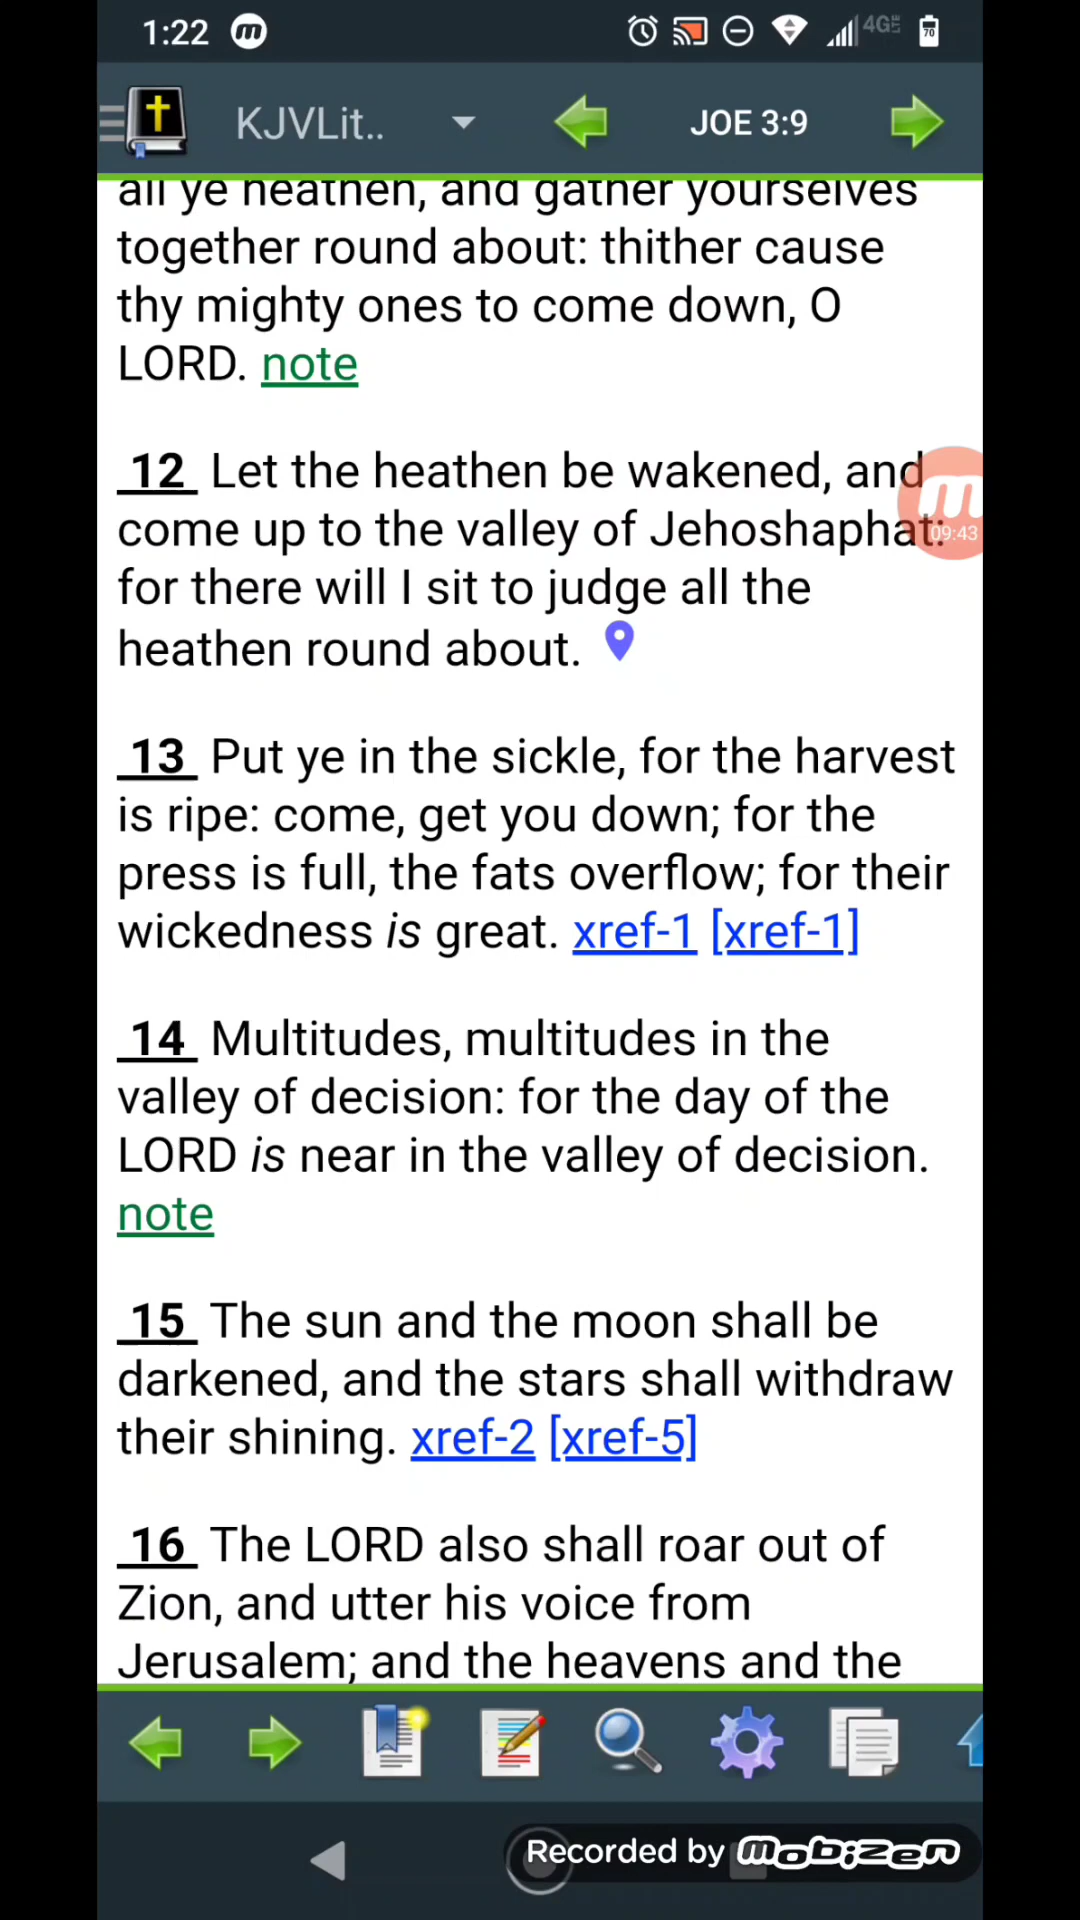 1:22 m 4GE LTE 70
KJVLit.. JOE 3:9
all ye heathen, and gather yourselves
together round about: thither cause
thy mighty ones to come down, O
LORD. note
12 Let the heathen be wakened, and
come up to the valley of Jehoshaphat:
for there will I sit to judge all the
heathen round about.
m
09:43
13 Put ye in the sickle, for the harvest
is ripe: come, get you down; for the
press is full, the fats overflow; for their
wickedness is great. xref-1 [xref-1]
14 Multitudes, multitudes in the
valley of decision: for the day of the
LORD is near in the valley of decision.
note
15 The sun and the moon shall be
darkened, and the stars shall withdraw
their shining. xref-2 [xref-5]
16 The LORD also shall roar out of
Zion, and utter his voice from
Jerusalem; and the heavens and the
Recorded by mobizen